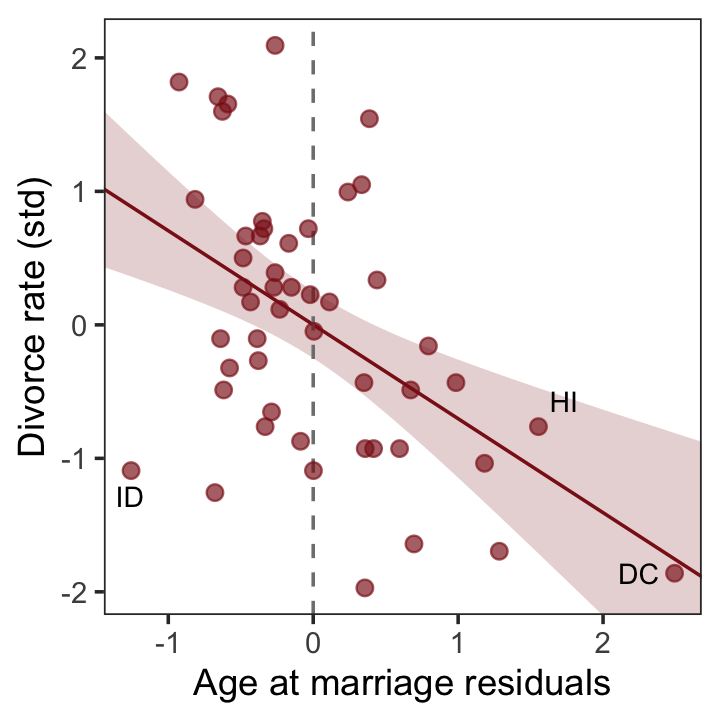 2
1
0
-1
-2
Divorce rate (std)
HI
ID
DC
-1
0
1
2
Age at marriage residuals